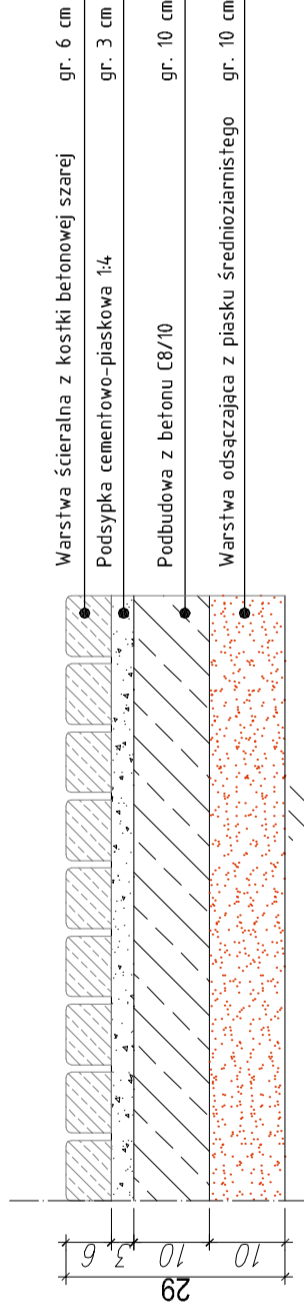 Warstwa ścieralna z kostki betonowej szarej gr. 6 cm
Podsypka cementowo-piaskowa 1:4 gr. 3 cm
Podbudowa z betonu C8/10 gr. 10 cm
Warstwa odsączająca z piasku średnioziarnistego gr. 10 cm
6
3
10
10
29